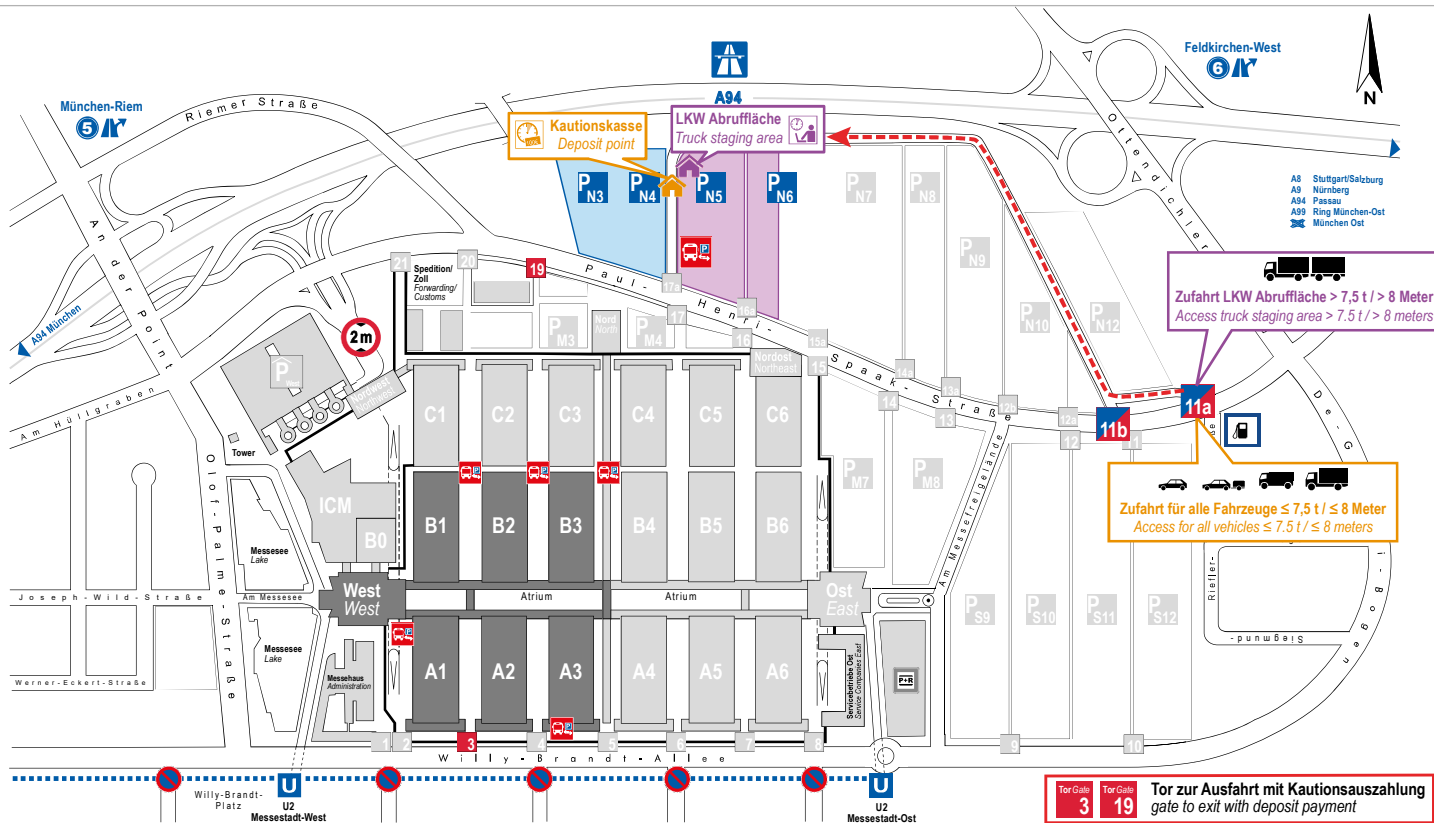 A94
Feldkirchen-West
6
N
München-Riem
5
Riemer Straße
Kautionskasse
Deposit point
LKW Abruffläche
Truck staging area
P N3
P N4
P N5
P N6
P N7
P N8
P N9
P N10
P N12
Ottendichler
A8 Stuttgart/Salzburg
A9 Nürnberg
A94 Passau
A99 Ring München-Ost
München Ost
An der Point
A94 München
2m
21
20
19
Spedition/
Zoll
Forwarding/
Customs
Paul-Henri-Spaak-Straße
17a
17
16a
16
15a
15
14a
14
13a
13
12b
12a
12
11b
11
11a
P M3
Nord
North
P M4
Nordost
Northeast
Zufahrt LKW Abruffläche > 7,5 t / > 8 Meter
Access truck staging area > 7.5 t / > 8 meters
De-Gasperi-Bogen
Zufahrt für alle Fahrzeuge ≤ 7,5 t / ≤ 8 Meter
Access for all vehicles ≤ 7.5 t / ≤ 8 meters
P West
Nordwest
Northwest
Am Hüllgraben
Tower
Olof-Palme-Straße
ICM
B0
C1
C2
C3
C4
C5
C6
P M7
P M8
Am Messefreigelände
B1
B2
B3
B4
B5
B6
Messesee
Lake
Joseph-Wild-Straße
Am Messesee
West
West
Atrium
Atrium
Ost
East
P S9
P S10
P S11
P S12
Riefler-
Siegmund-
Messesee
Lake
Werner-Eckert-Straße
Messehaus
Administration
A1
A2
A3
A4
A5
A6
Servicebetriebe Ost
Service Companies East
P+R
1
2
3
4
5
6
7
8
9
10
Willy-Brandt-Allee
Willy-Brandt-
Platz
U
U2
Messestadt-West
U
U2
Messestadt-Ost
Tor Gate
3
Tor Gate
19
Tor zur Ausfahrt mit Kautionsauszahlung
gate to exit with deposit payment